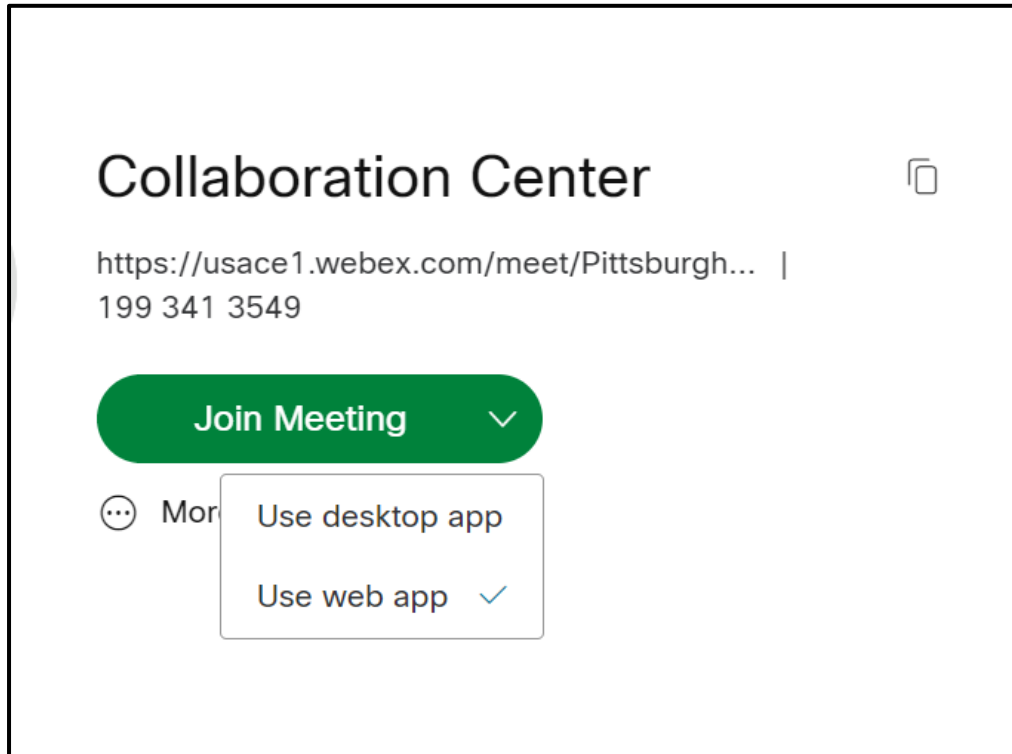 Collaboration Center
https://usace1.webex.com/meet/Pittsburgh... |
199 341 3549
Join Meeting
Use desktop app
Use web app